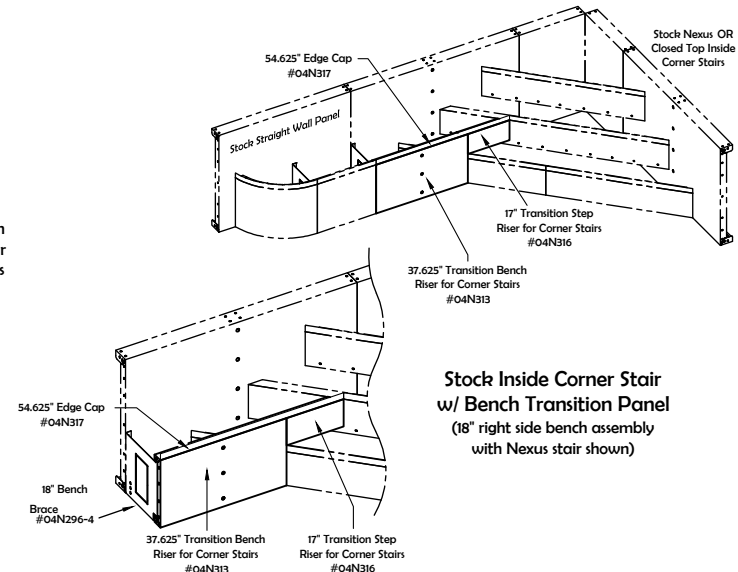 Stock Nexus OR
Closed Top Inside
Corner Stairs
54.625" Edge Cap
#04N317
Stock Straight Wall Panel
17" Transition Step
Riser for Corner Stairs
#04N316
37.625" Transition Bench
Riser for Corner Stairs
#04N313
54.625" Edge Cap
#04N317
18" Bench
Brace
#04N296-4
37.625" Transition Bench
Riser for Corner Stairs
#04N313
17" Transition Step
Riser for Corner Stairs
#04N316
Stock Inside Corner Stair
w/ Bench Transition Panel
(18" right side bench assembly
with Nexus stair shown)